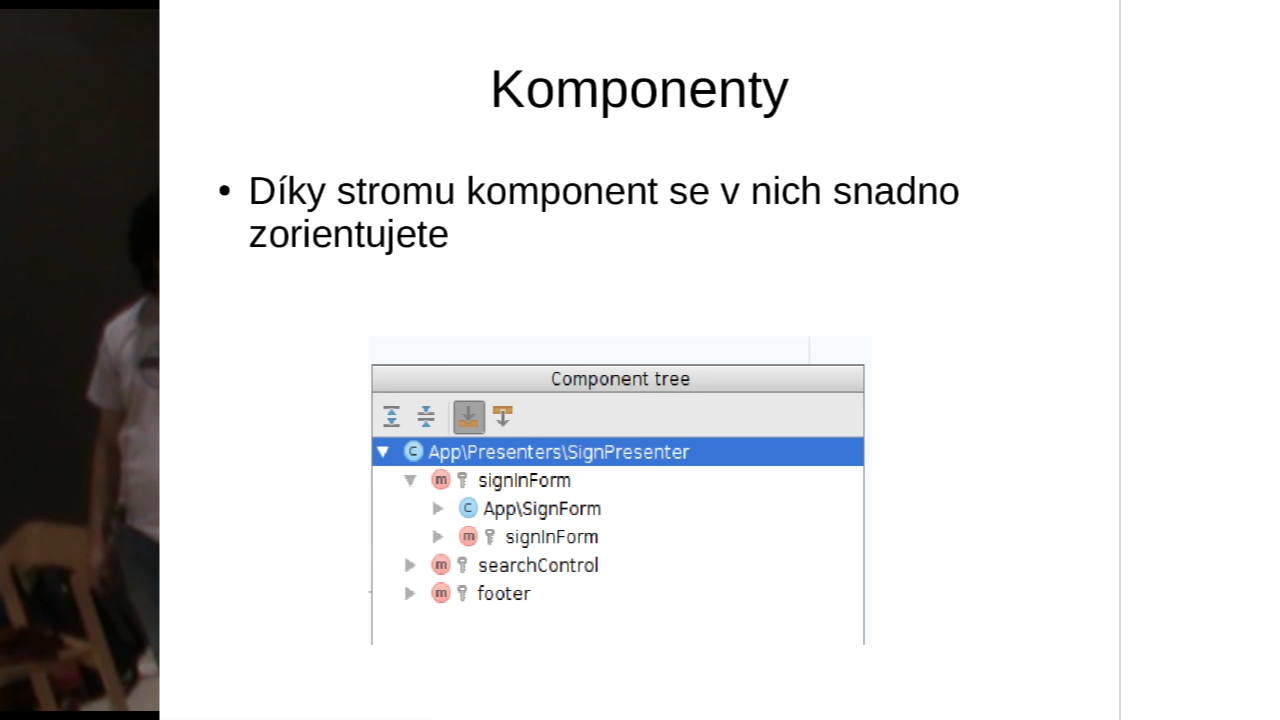 Komponenty
• Díky stromu komponent se v nich snadno
zorientujete
Component tree
C App\Presenters\SignPresenter
m signInForm
C App\SignForm
m signInForm
m searchControl
m footer